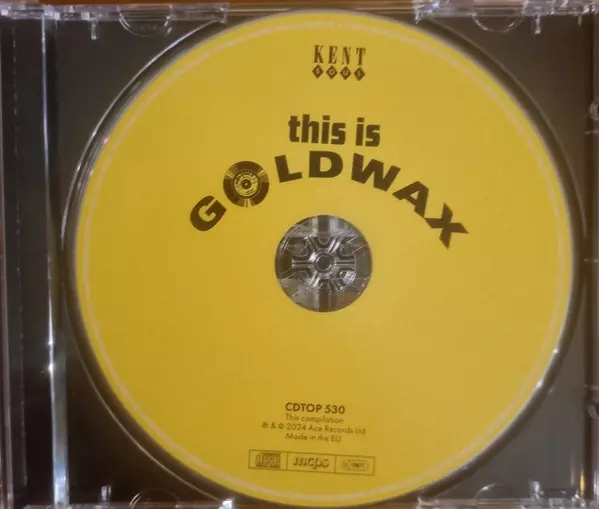 KENT
SOUL
this is
GOLDWAX
CDTOP 530
This compilation
℗ & © 2024 Ace Records Ltd
Made in the EU
mcps